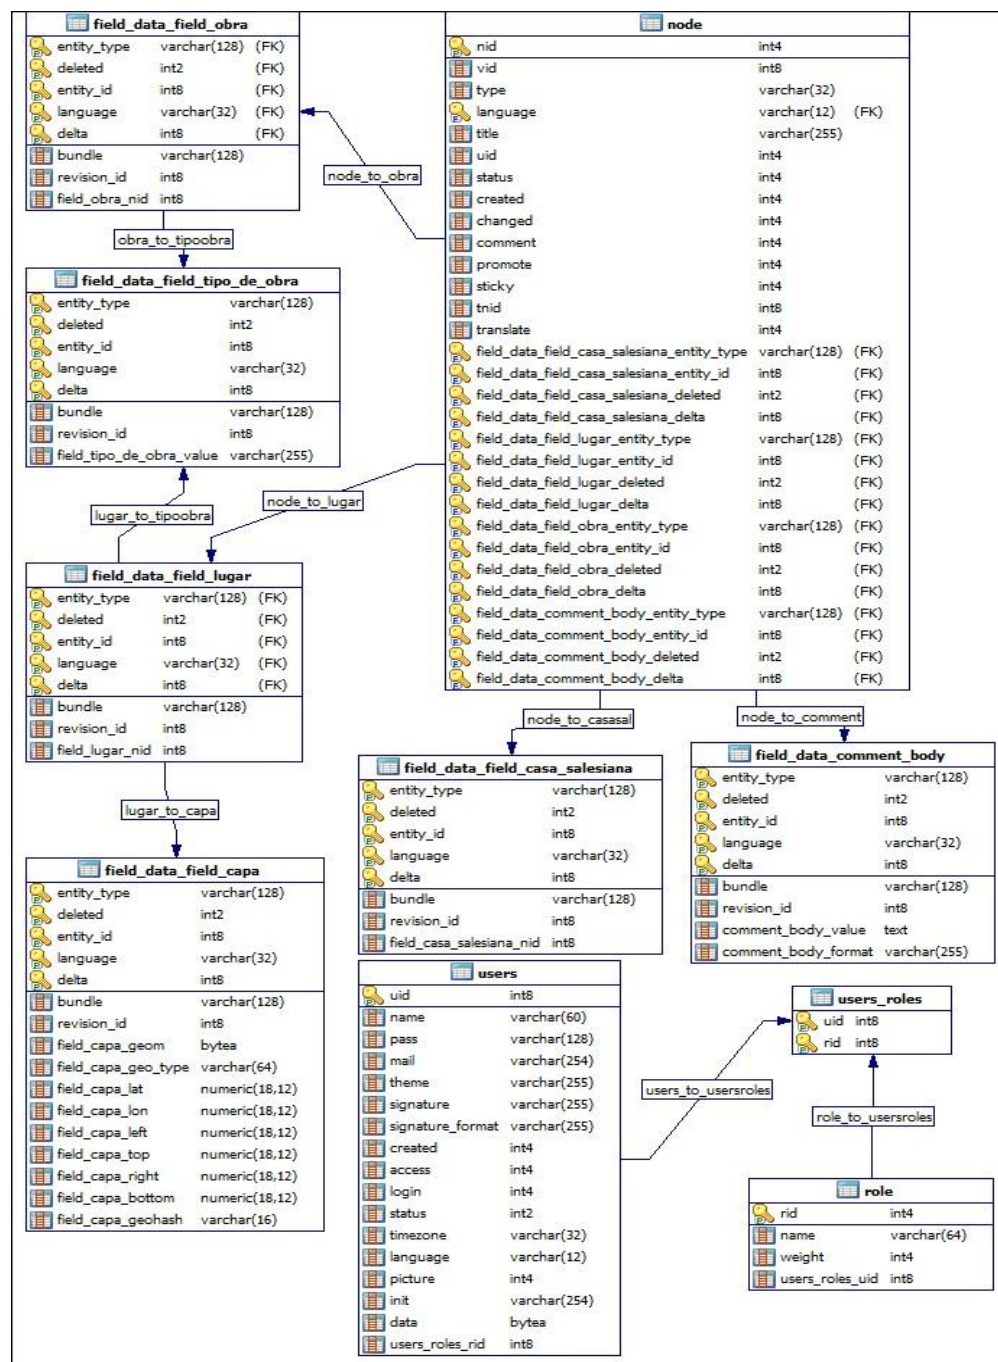 field_data_field_obra
entity_type varchar(128) (FK)
deleted int2 (FK)
entity_id int8 (FK)
language varchar(32) (FK)
delta int8 (FK)
bundle varchar(128)
revision_id int8
field_obra_nid int8
obra_to_tipoobra
field_data_field_tipo_de_obra
entity_type varchar(128)
deleted int2
entity_id int8
language varchar(32)
delta int8
bundle varchar(128)
revision_id int8
field_tipo_de_obra_value varchar(255)
lugar_to_tipoobra
field_data_field_lugar
entity_type varchar(128) (FK)
deleted int2 (FK)
entity_id int8 (FK)
language varchar(32) (FK)
delta int8 (FK)
bundle varchar(128)
revision_id int8
field_lugar_nid int8
lugar_to_capa
field_data_field_capa
entity_type varchar(128)
deleted int2
entity_id int8
language varchar(32)
delta int8
bundle varchar(128)
revision_id int8
field_capa_geom bytea
field_capa_geo_type varchar(64)
field_capa_lat numeric(18,12)
field_capa_lon numeric(18,12)
field_capa_left numeric(18,12)
field_capa_top numeric(18,12)
field_capa_right numeric(18,12)
field_capa_bottom numeric(18,12)
field_capa_geohash varchar(16)
node_to_obra
node_to_lugar
node
nid int4
vid int8
type varchar(32)
language varchar(12) (FK)
title varchar(255)
uid int4
status int4
created int4
changed int4
comment int4
promote int4
sticky int4
tnid int8
translate int4
field_data_field_casa_salesiana_entity_type varchar(128) (FK)
field_data_field_casa_salesiana_entity_id int8 (FK)
field_data_field_casa_salesiana_deleted int2 (FK)
field_data_field_casa_salesiana_delta int8 (FK)
field_data_field_lugar_entity_type varchar(128) (FK)
field_data_field_lugar_entity_id int8 (FK)
field_data_field_lugar_deleted int2 (FK)
field_data_field_lugar_delta int8 (FK)
field_data_field_obra_entity_type varchar(128) (FK)
field_data_field_obra_entity_id int8 (FK)
field_data_field_obra_deleted int2 (FK)
field_data_field_obra_delta int8 (FK)
field_data_comment_body_entity_type varchar(128) (FK)
field_data_comment_body_entity_id int8 (FK)
field_data_comment_body_deleted int2 (FK)
field_data_comment_body_delta int8 (FK)
node_to_casasal
node_to_comment
field_data_field_casa_salesiana
entity_type varchar(128)
deleted int2
entity_id int8
language varchar(32)
delta int8
bundle varchar(128)
revision_id int8
field_casa_salesiana_nid int8
field_data_comment_body
entity_type varchar(128)
deleted int2
entity_id int8
language varchar(32)
delta int8
bundle varchar(128)
revision_id int8
comment_body_value text
comment_body_format varchar(255)
users
uid int8
name varchar(60)
pass varchar(128)
mail varchar(254)
theme varchar(255)
signature varchar(255)
signature_format varchar(255)
created int4
access int4
login int4
status int2
timezone varchar(32)
language varchar(12)
picture int4
init varchar(254)
data bytea
users_roles_rid int8
users_to_usersroles
users_roles
uid int8
rid int8
role_to_usersroles
role
rid int4
name varchar(64)
weight int4
users_roles_uid int8